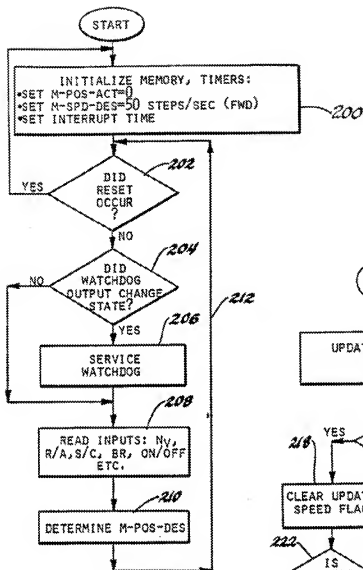 START
INITIALIZE MEMORY, TIMERS:
•SET M-POS-ACT=0
•SET M-SPD-DES=50 STEPS/SEC (FWD)
•SET INTERRUPT TIME
200
202
DID
RESET
OCCUR
?
YES
NO
204
DID
WATCHDOG
OUTPUT CHANGE
STATE?
NO
YES
212
206
SERVICE
WATCHDOG
208
READ INPUTS: NV,
R/A,S/C, BR, ON/OFF
ETC.
210
DETERMINE M-POS-DES
UPDAT
YES
218
CLEAR UPDAT
SPEED FLAG
222
IS